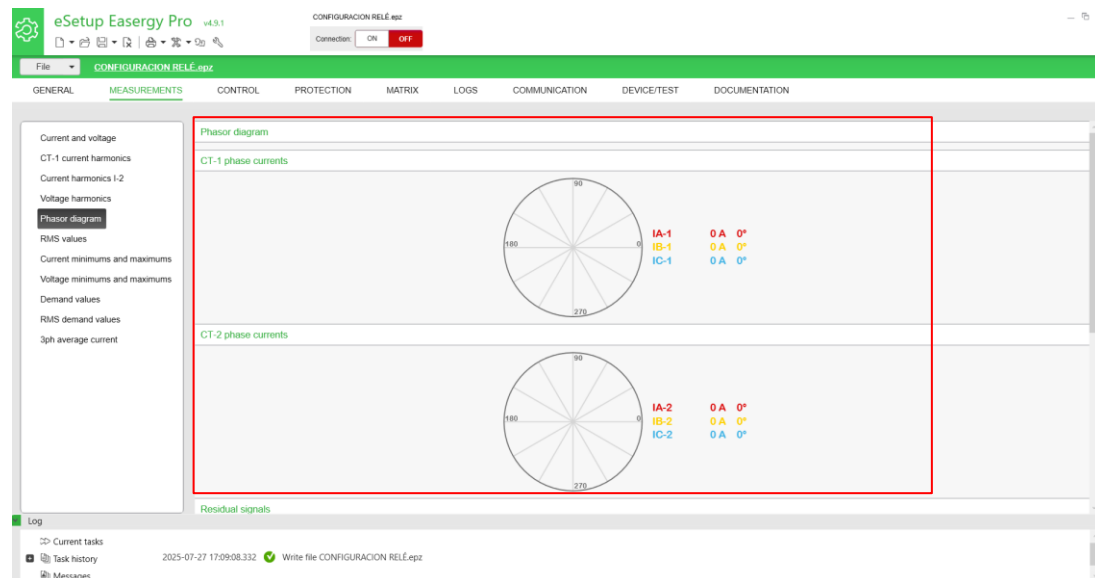 CONFIGURACION RELÉ.epz
eSetup Easergy Pro v4.9.1
Connection: ON OFF
File CONFIGURACION RELÉ.epz
GENERAL MEASUREMENTS CONTROL PROTECTION MATRIX LOGS COMMUNICATION DEVICE/TEST DOCUMENTATION
Current and voltage
CT-1 current harmonics
Current harmonics I-2
Voltage harmonics
Phasor diagram
RMS values
Current minimums and maximums
Voltage minimums and maximums
Demand values
RMS demand values
3ph average current
Phasor diagram
CT-1 phase currents
90
180
0
270
IA-1 0 A 0°
IB-1 0 A 0°
IC-1 0 A 0°
CT-2 phase currents
90
180
0
270
IA-2 0 A 0°
IB-2 0 A 0°
IC-2 0 A 0°
Residual signals
Log
Current tasks
Task history
Messages
2025-07-27 17:09:08.332 Write file CONFIGURACION RELÉ.epz